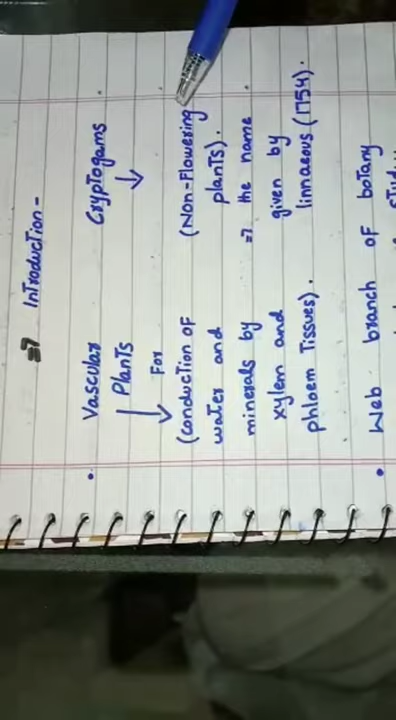 ⇒ Introduction -
• Vascular Plants
↓ For
(conduction of
water and
minerals by
xylem and
phloem Tissues).
Cryptogams
↓
(Non-Flowering
plants).
⇒ the name
given by
linnaeous (1754).
• Web branch of botany